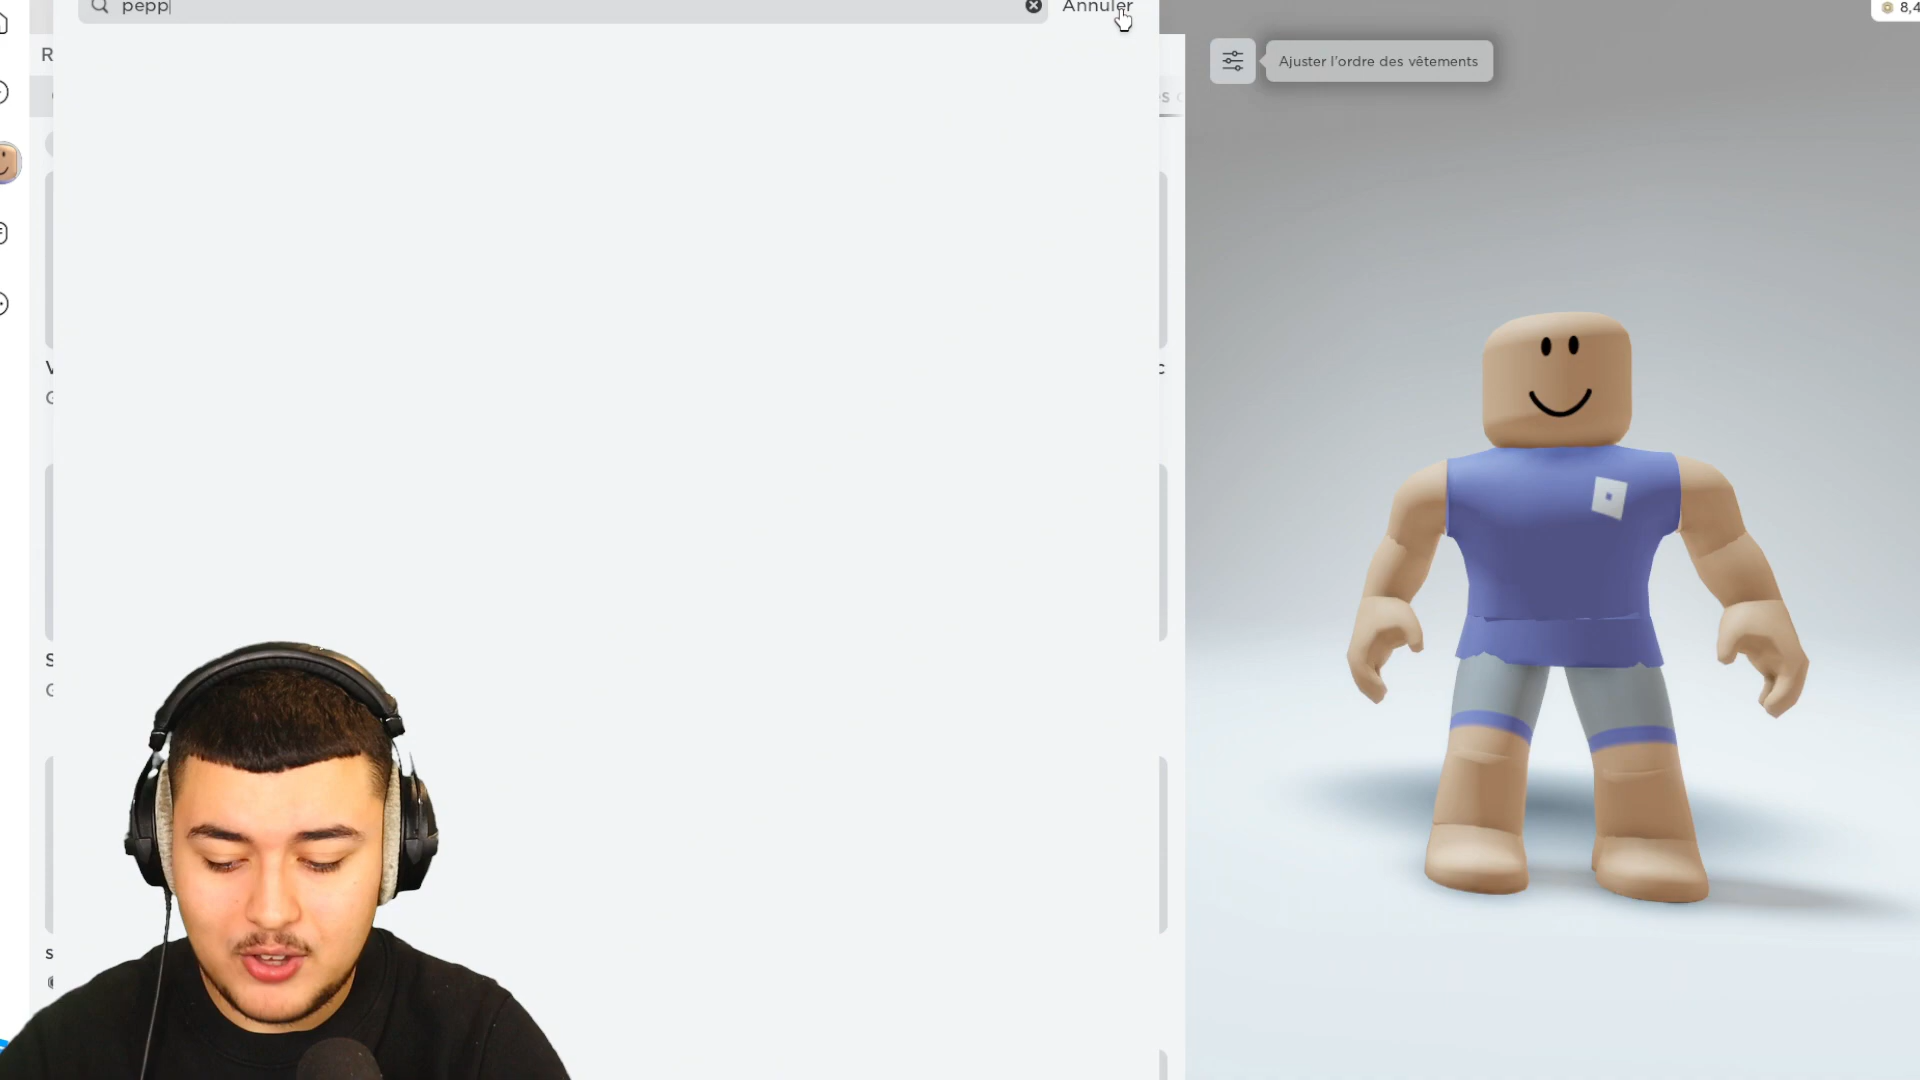 pepp
Annuler
8,4
R
Ajuster l'ordre des vêtements
V
G
S
G
s